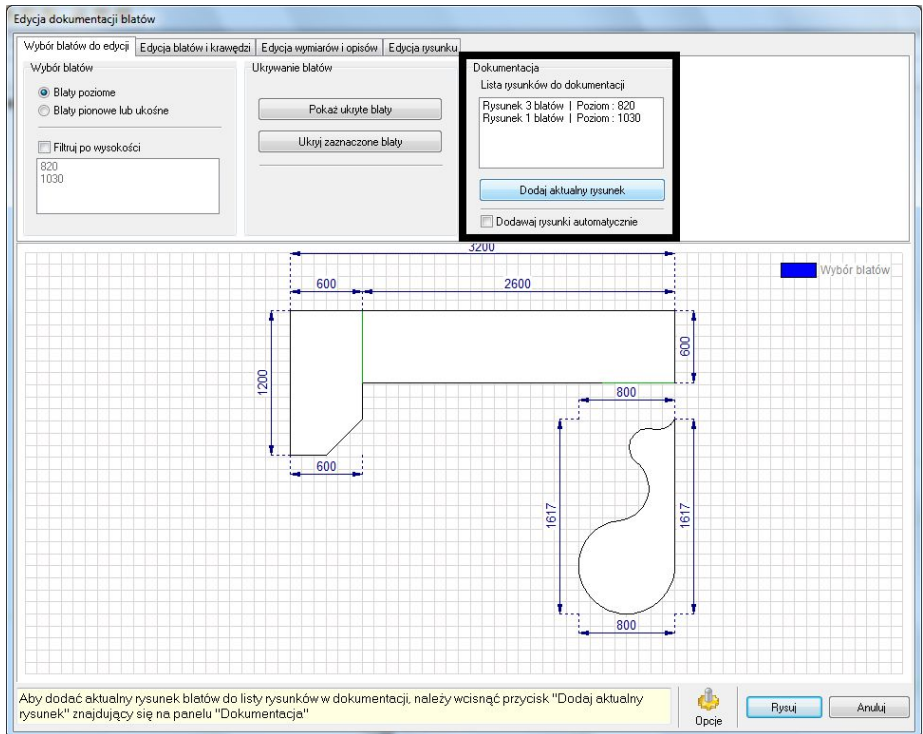 Edycja dokumentacji blatów
Wybór blatów do edycji
Edycja blatów i krawędzi
Edycja wymiarów i opisów
Edycja rysunku
Wybór blatów
Blaty poziome
Blaty pionowe lub ukośne
Filtruj po wysokości
820
1030
Ukrywanie blatów
Pokaż ukryte blaty
Ukryj zaznaczone blaty
Dokumentacja
Lista rysunków do dokumentacji
Rysunek 3 blatów | Poziom : 820
Rysunek 1 blatów | Poziom : 1030
Dodaj aktualny rysunek
Dodawaj rysunki automatycznie
3200
Wybór blatów
600
2600
600
1200
800
600
1617
1617
800
Aby dodać aktualny rysunek blatów do listy rysunków w dokumentacji, należy wcisnąć przycisk "Dodaj aktualny
rysunek" znajdujący się na panelu "Dokumentacja"
Opcje
Rysuj
Anuluj